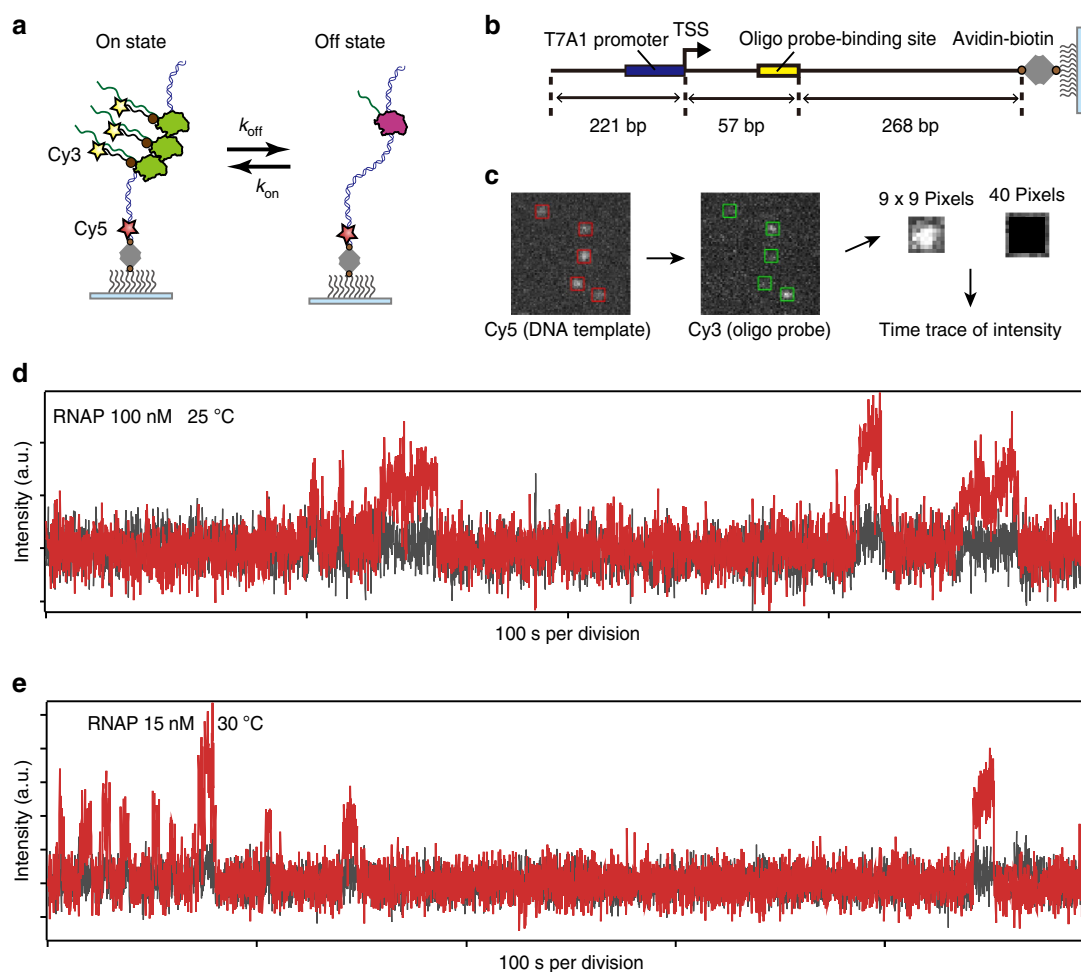 a
On state
Off state
Cy3
k off
k on
Cy5
b
T7A1 promoter
TSS
Oligo probe-binding site
Avidin-biotin
221 bp
57 bp
268 bp
c
9 x 9 Pixels
40 Pixels
Cy5 (DNA template)
Cy3 (oligo probe)
Time trace of intensity
d
RNAP 100 nM 25 °C
Intensity (a.u.)
100 s per division
e
RNAP 15 nM 30 °C
Intensity (a.u.)
100 s per division